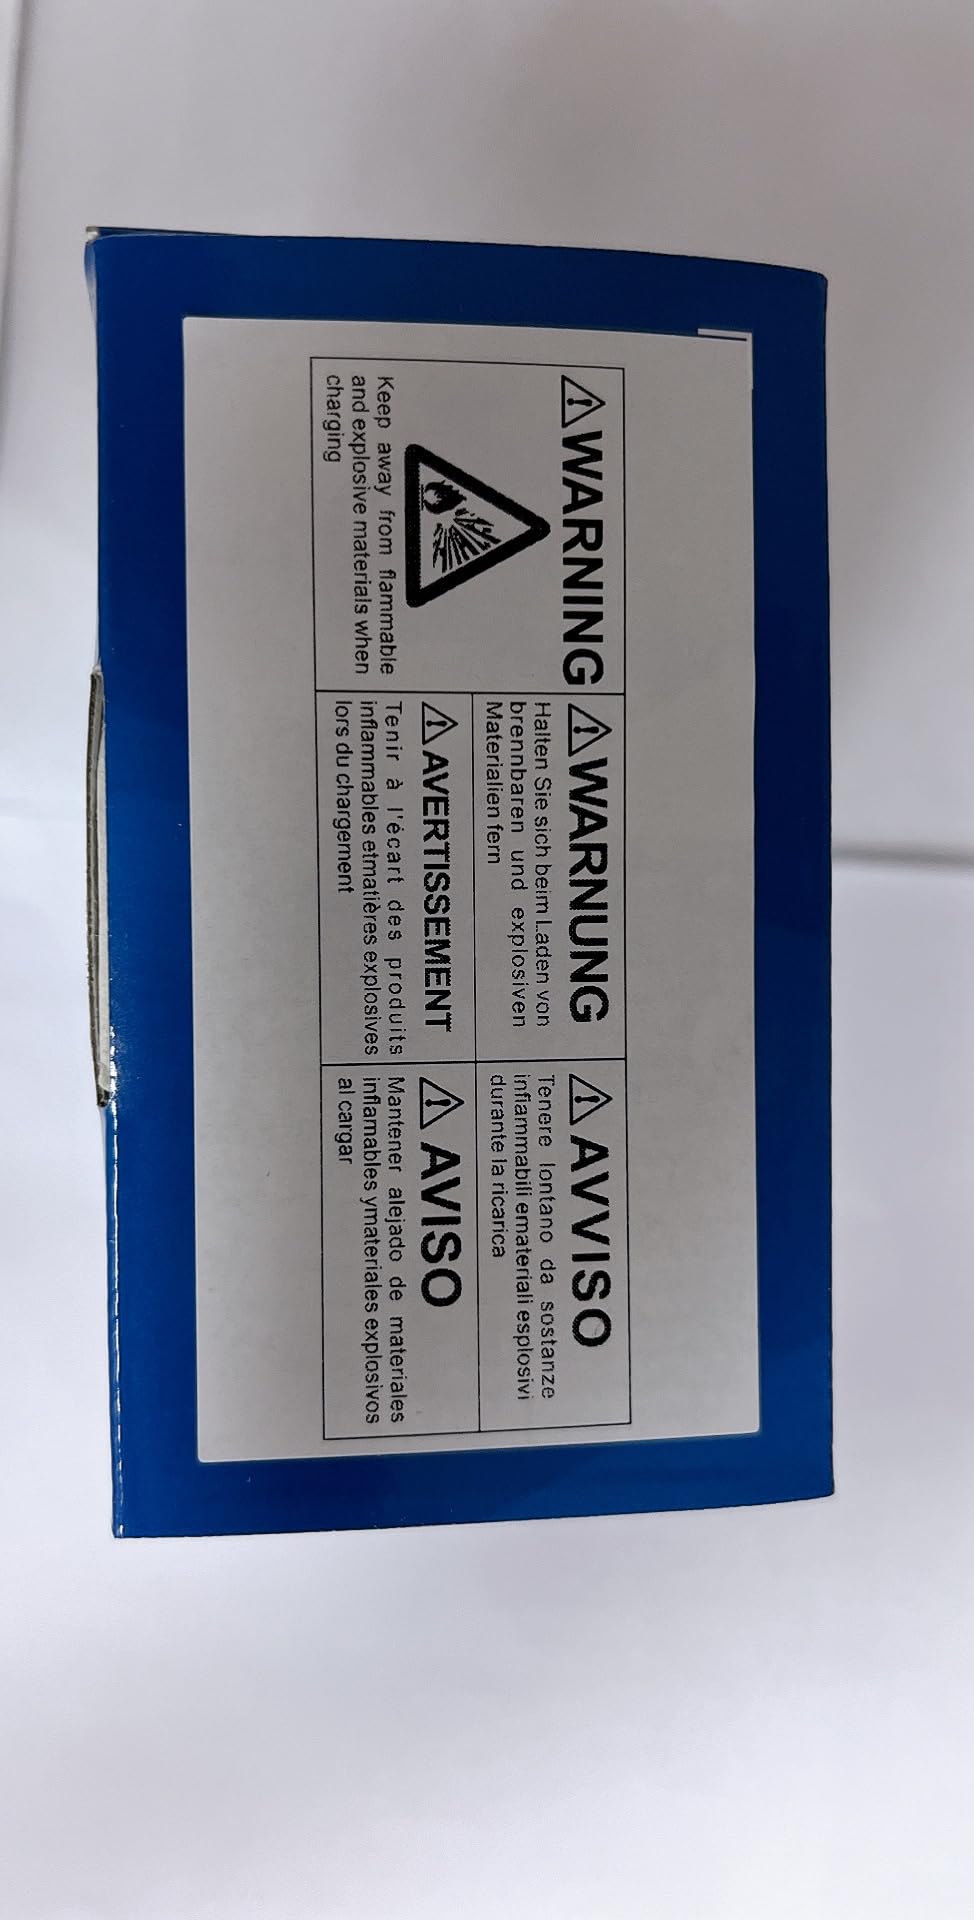 WARNING
Keep away from flammable
and explosive materials when
charging
WARNUNG
Halten Sie sich beim Laden von
brennbaren und explosiven
Materialien fern
AVVISO
Tenere lontano da sostanze
infiammabili emateriali esplosivi
durante la ricarica
AVERTISSEMENT
Tenir à l'écart des produits
inflammables etmatières explosives
lors du chargement
AVISO
Mantener alejado de materiales
inflamables ymateriales explosivos
al cargar